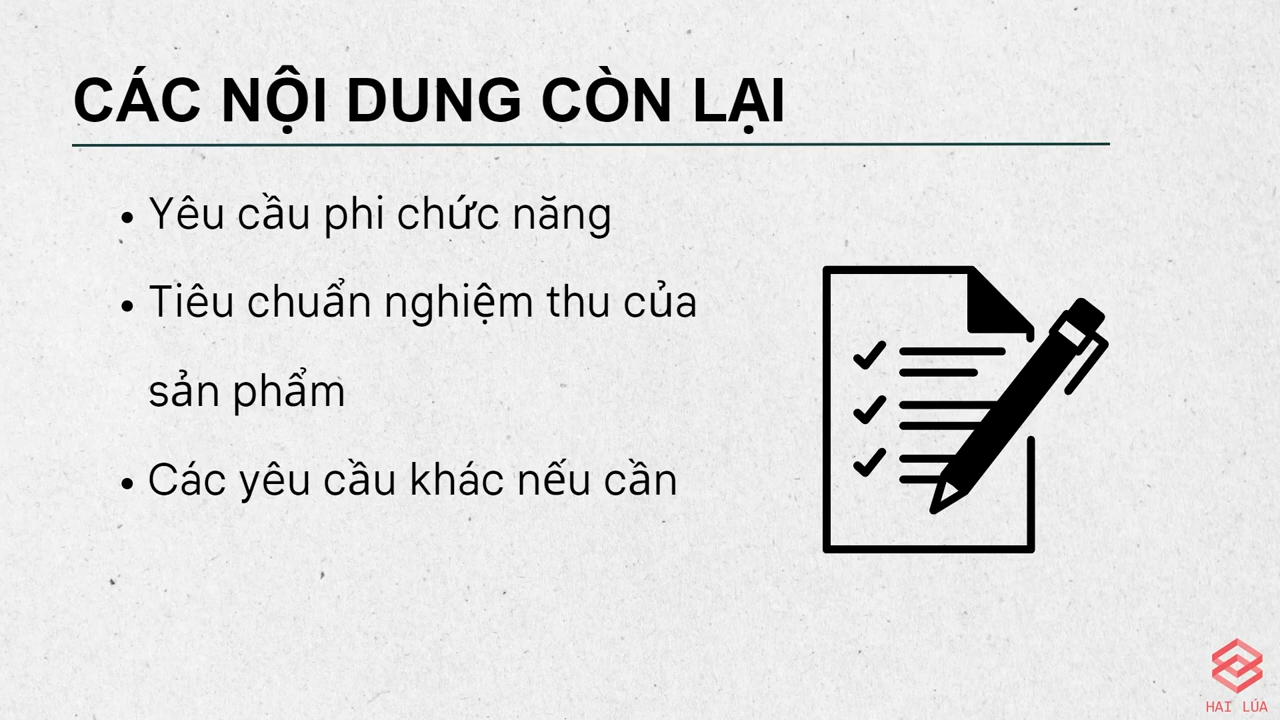 CÁC NỘI DUNG CÒN LẠI
• Yêu cầu phi chức năng
• Tiêu chuẩn nghiệm thu của
sản phẩm
• Các yêu cầu khác nếu cần
HAI LÚA